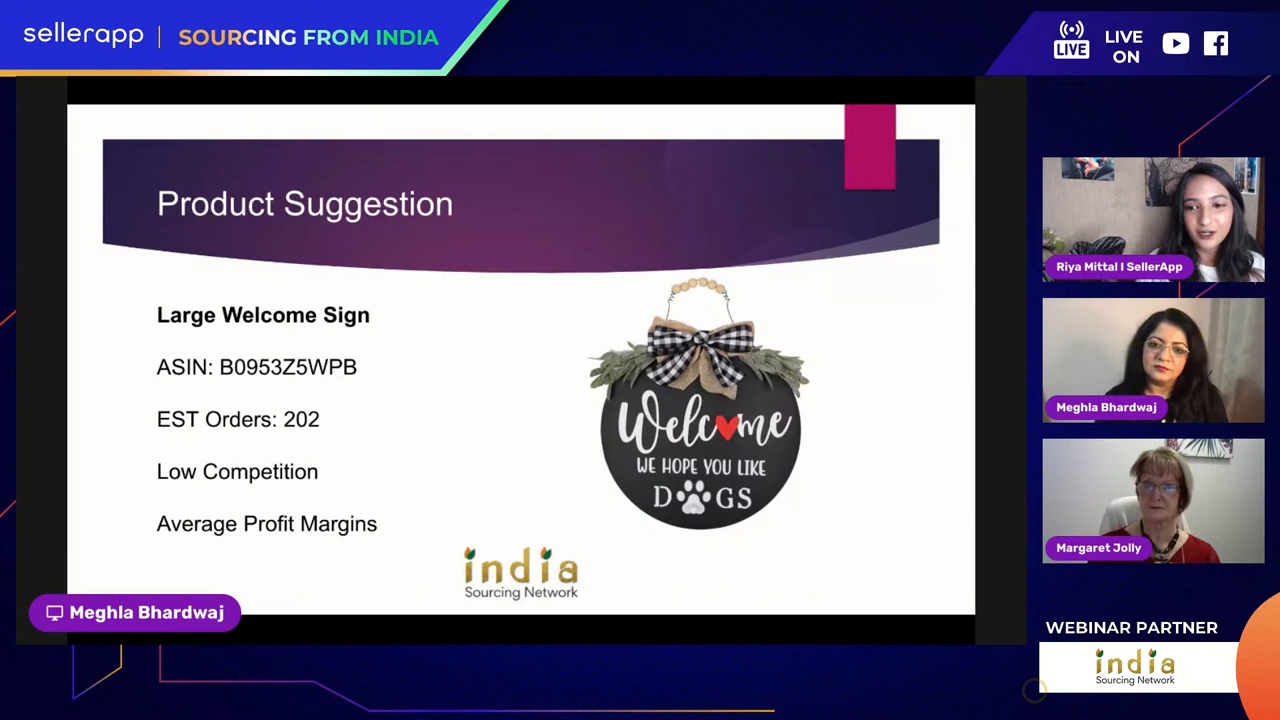 sellerapp
SOURCING FROM INDIA
LIVE
LIVE
ON
Product Suggestion
Large Welcome Sign
ASIN: B0953Z5WPB
EST Orders: 202
Low Competition
Average Profit Margins
Welcome
WE HOPE YOU LIKE
DOGS
india
Sourcing Network
Meghla Bhardwaj
Riya Mittal I SellerApp
Meghla Bhardwaj
Margaret Jolly
WEBINAR PARTNER
india
Sourcing Network